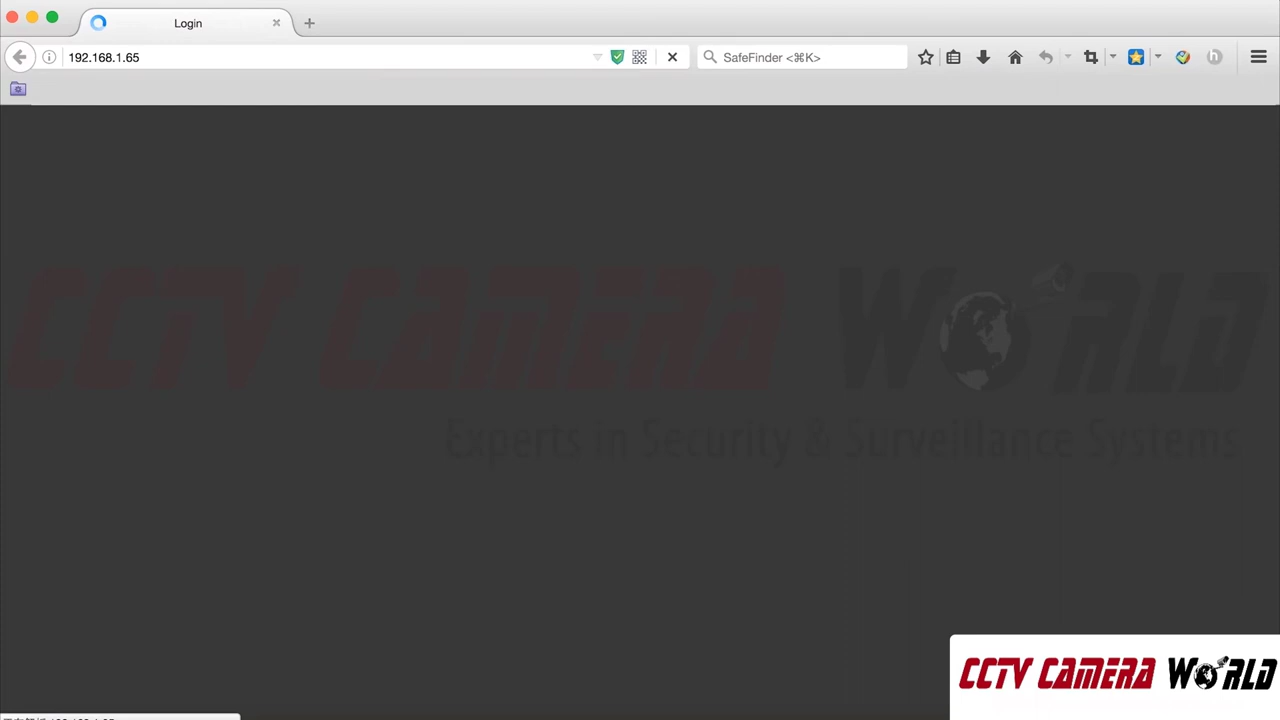 Login
192.168.1.65
SafeFinder <⌘K>
CCTV CAMERA WORLD
Experts in Security & Surveillance Systems
CCTV CAMERA WORLD